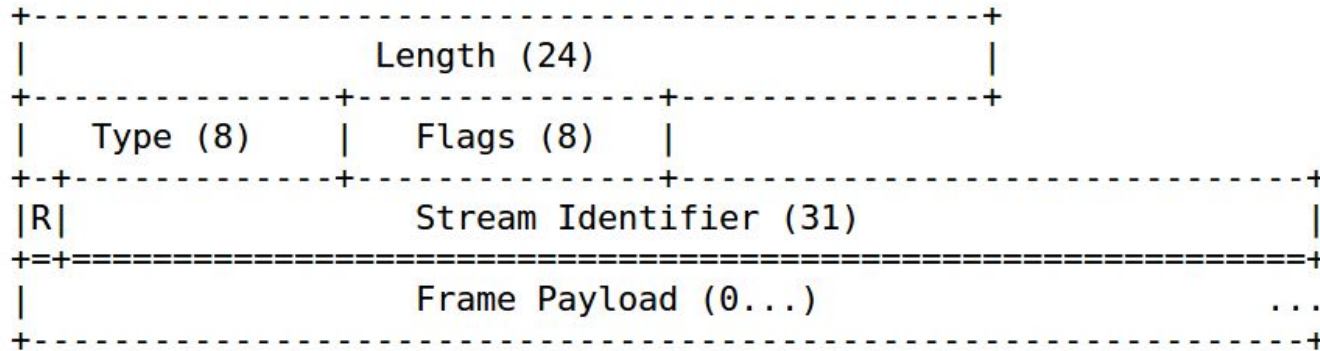 +-----------------------------------------------+
|                 Length (24)                   |
+---------------+---------------+---------------+
|   Type (8)    |   Flags (8)   |
+-+-------------+---------------+-------------------------------+
|R|                 Stream Identifier (31)                      |
+=+=============================================================+
|                   Frame Payload (0...)                      ...
+---------------------------------------------------------------+